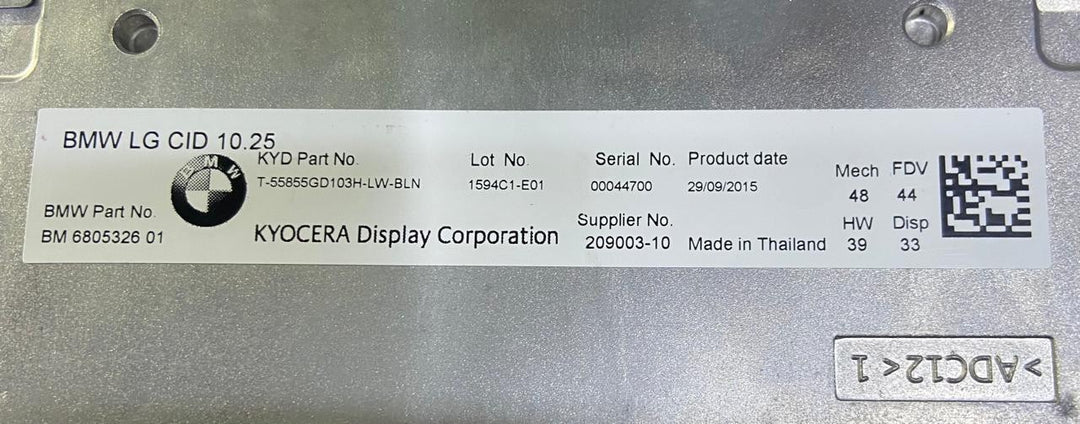 BMW LG CID 10.25
BMW
KYD Part No.
T-55855GD103H-LW-BLN
Lot No.
1594C1-E01
Serial No.
00044700
Product date
29/09/2015
Mech
48
FDV
44
BMW Part No.
BM 6805326 01
KYOCERA Display Corporation
Supplier No.
209003-10
Made in Thailand
HW
39
Disp
33
>ADC12< 1